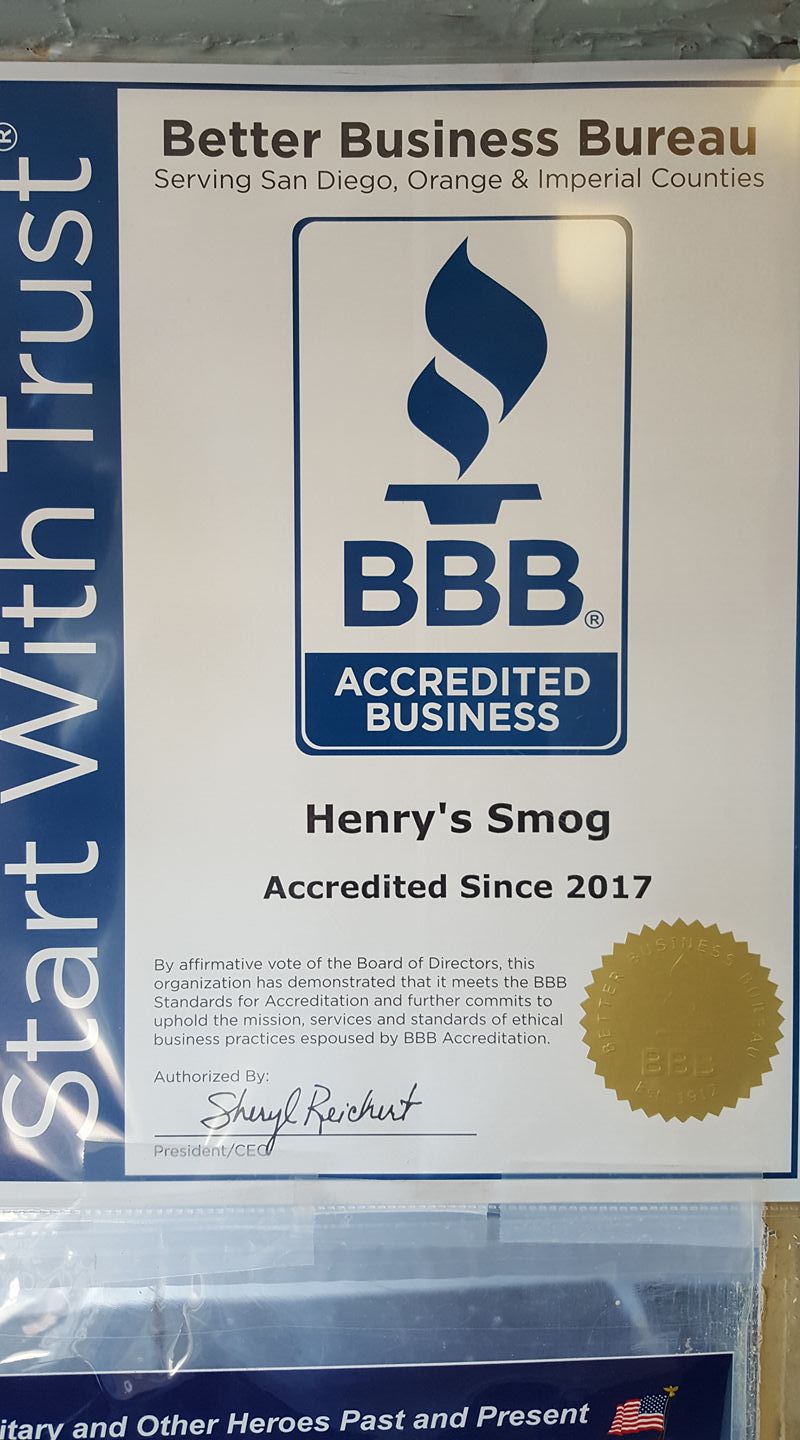 Start With Trust®
Better Business Bureau
Serving San Diego, Orange & Imperial Counties
BBB®
ACCREDITED
BUSINESS
Henry's Smog
Accredited Since 2017
By affirmative vote of the Board of Directors, this
organization has demonstrated that it meets the BBB
Standards for Accreditation and further commits to
uphold the mission, services and standards of ethical
business practices espoused by BBB Accreditation.
BETTER BUSINESS BUREAU
BBB
Est. 1912
Authorized By:
Sheryl Reichert
President/CEO
itary and Other Heroes Past and Present